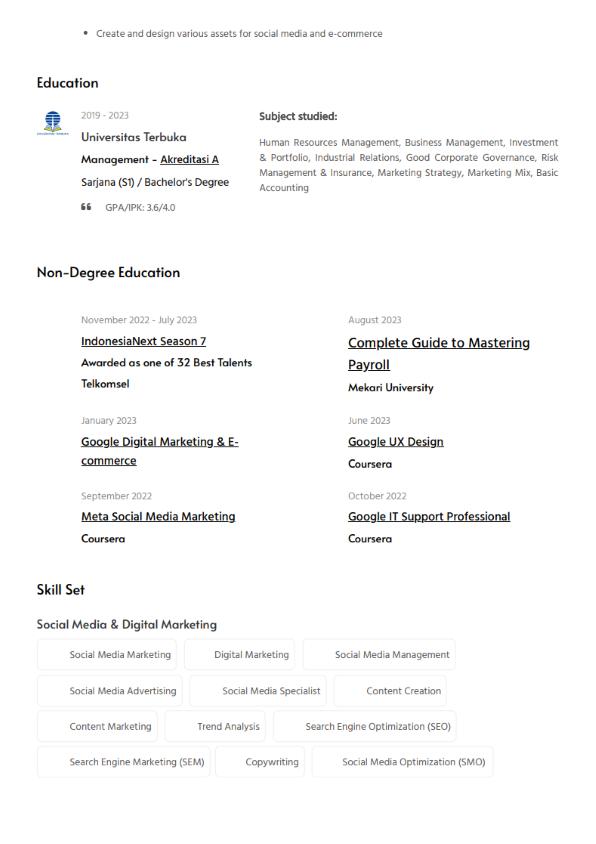 Create and design various assets for social media and e-commerce
Education
2019 - 2023
Universitas Terbuka
Management - Akreditasi A
Sarjana (S1) / Bachelor's Degree
GPA/IPK: 3.6/4.0
Subject studied:
Human Resources Management, Business Management, Investment
& Portfolio, Industrial Relations, Good Corporate Governance, Risk
Management & Insurance, Marketing Strategy, Marketing Mix, Basic
Accounting
Non-Degree Education
November 2022 - July 2023
IndonesiaNext Season 7
Awarded as one of 32 Best Talents
Telkomsel
August 2023
Complete Guide to Mastering
Payroll
Mekari University
January 2023
Google Digital Marketing & E-
commerce
June 2023
Google UX Design
Coursera
September 2022
Meta Social Media Marketing
Coursera
October 2022
Google IT Support Professional
Coursera
Skill Set
Social Media & Digital Marketing
Social Media Marketing
Digital Marketing
Social Media Management
Social Media Advertising
Social Media Specialist
Content Creation
Content Marketing
Trend Analysis
Search Engine Optimization (SEO)
Search Engine Marketing (SEM)
Copywriting
Social Media Optimization (SMO)